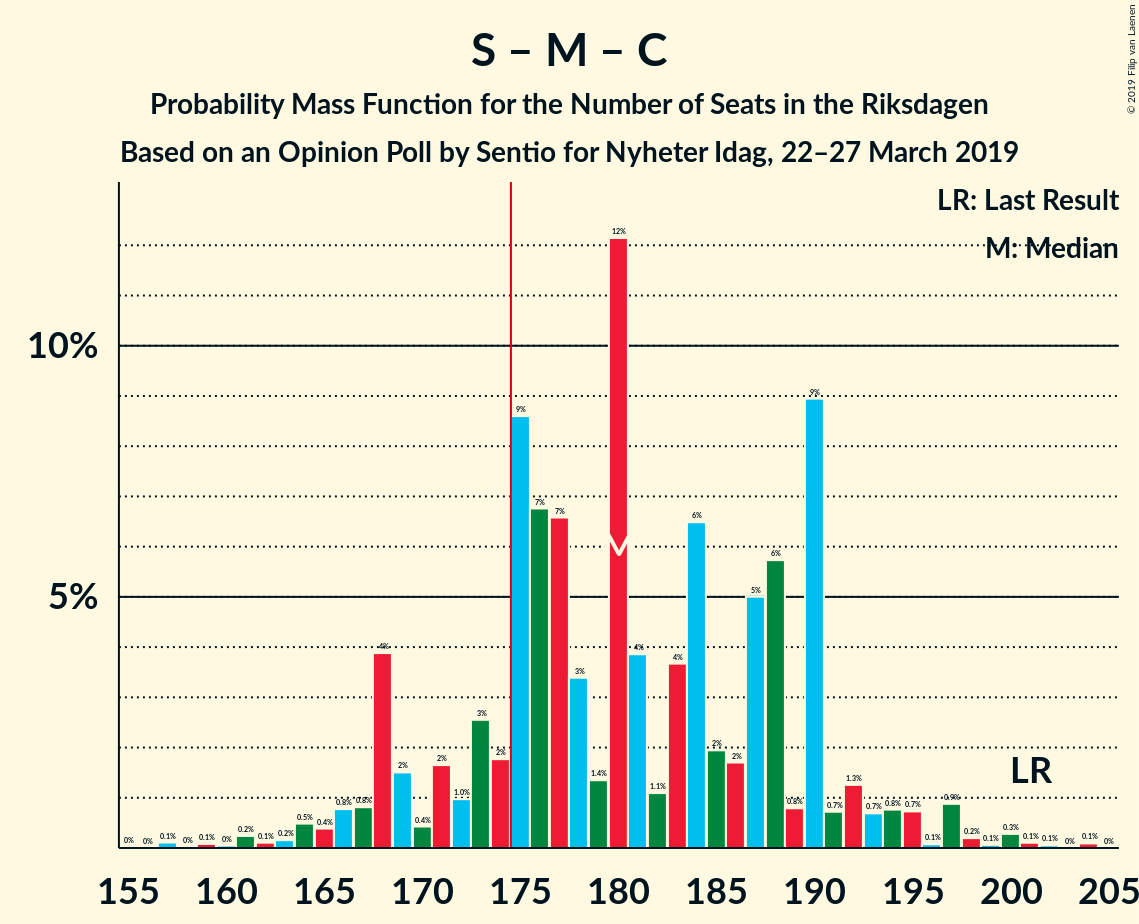 S – M – C
Probability Mass Function for the Number of Seats in the Riksdagen
Based on an Opinion Poll by Sentio for Nyheter Idag, 22–27 March 2019
© 2019 Filip van Laenen
LR: Last Result
M: Median
10%
5%
0% 0% 0.1% 0% 0.1% 0% 0.2% 0.1% 0.2% 0.5% 0.4% 0.8% 0.8% 4% 2% 0.4% 2% 1.0% 3% 2% 9% 7% 7% 3% 1.4% 12% 4% 1.1% 4% 6% 2% 2% 5% 6% 0.8% 9% 0.7% 1.3% 0.7% 0.8% 0.7% 0.1% 0.9% 0.2% 0.1% 0.3% 0.1% 0.1% 0% 0.1% 0%
M
LR
155 160 165 170 175 180 185 190 195 200 205